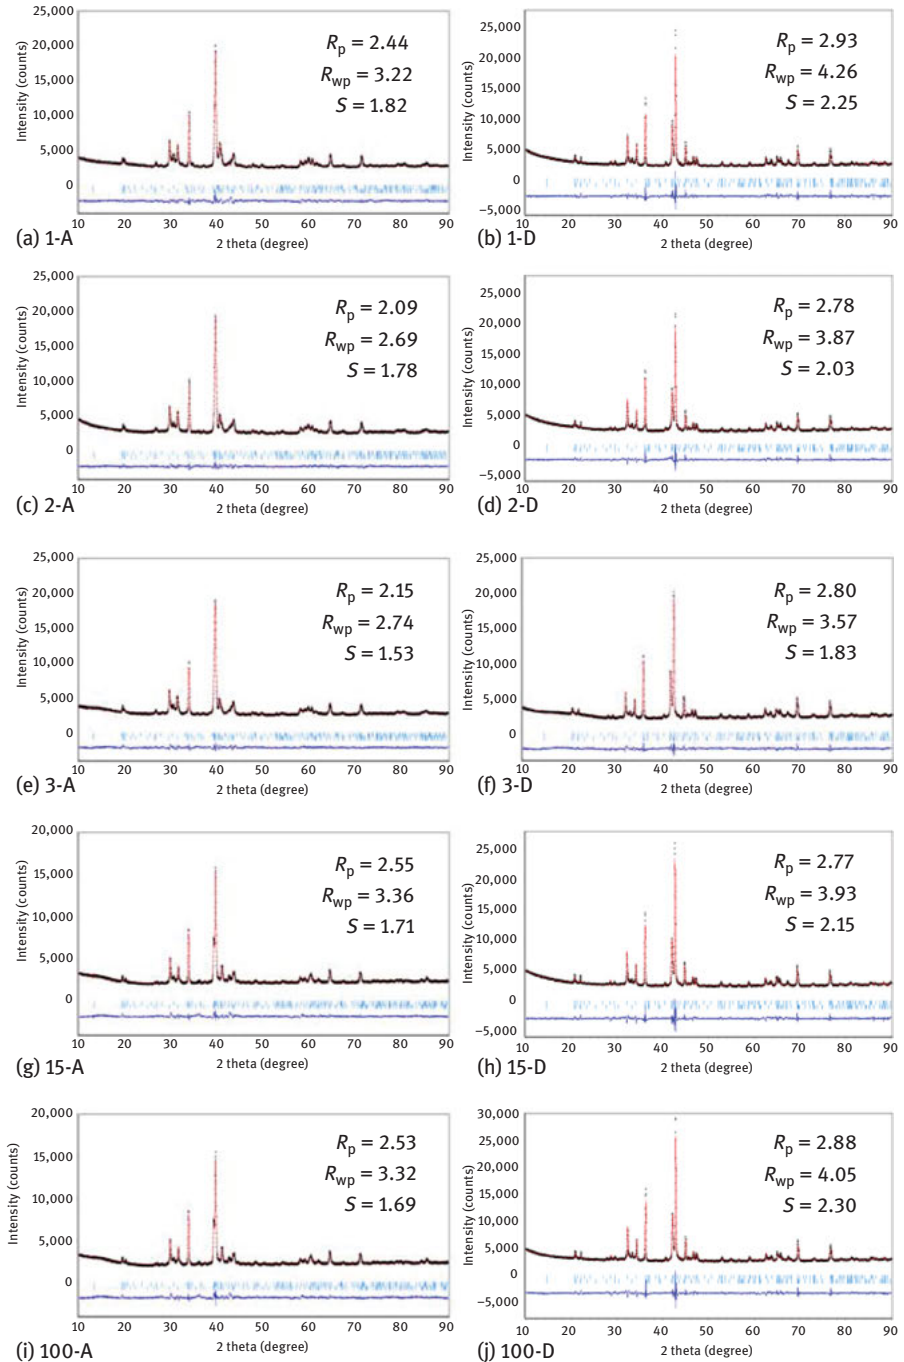 25,000
20,000
15,000
10,000
5,000
0
Intensity (counts)
Rp = 2.44
Rwp = 3.22
S = 1.82
10 20 30 40 50 60 70 80 90
2 theta (degree)
(a) 1-A
25,000
20,000
15,000
10,000
5,000
0
−5,000
Intensity (counts)
Rp = 2.93
Rwp = 4.26
S = 2.25
10 20 30 40 50 60 70 80 90
2 theta (degree)
(b) 1-D
25,000
20,000
15,000
10,000
5,000
0
Intensity (counts)
Rp = 2.09
Rwp = 2.69
S = 1.78
10 20 30 40 50 60 70 80 90
2 theta (degree)
(c) 2-A
25,000
20,000
15,000
10,000
5,000
0
−5,000
Intensity (counts)
Rp = 2.78
Rwp = 3.87
S = 2.03
10 20 30 40 50 60 70 80 90
2 theta (degree)
(d) 2-D
25,000
20,000
15,000
10,000
5,000
0
Intensity (counts)
Rp = 2.15
Rwp = 2.74
S = 1.53
10 20 30 40 50 60 70 80 90
2 theta (degree)
(e) 3-A
25,000
20,000
15,000
10,000
5,000
0
Intensity (counts)
Rp = 2.80
Rwp = 3.57
S = 1.83
10 20 30 40 50 60 70 80 90
2 theta (degree)
(f) 3-D
20,000
15,000
10,000
5,000
0
Intensity (counts)
Rp = 2.55
Rwp = 3.36
S = 1.71
10 20 30 40 50 60 70 80 90
2 theta (degree)
(g) 15-A
25,000
20,000
15,000
10,000
5,000
0
−5,000
Intensity (counts)
Rp = 2.77
Rwp = 3.93
S = 2.15
10 20 30 40 50 60 70 80 90
2 theta (degree)
(h) 15-D
20,000
15,000
10,000
5,000
0
Intensity (counts)
Rp = 2.53
Rwp = 3.32
S = 1.69
10 20 30 40 50 60 70 80 90
2 theta (degree)
(i) 100-A
30,000
25,000
20,000
15,000
10,000
5,000
0
−5,000
Intensity (counts)
Rp = 2.88
Rwp = 4.05
S = 2.30
10 20 30 40 50 60 70 80 90
2 theta (degree)
(j) 100-D